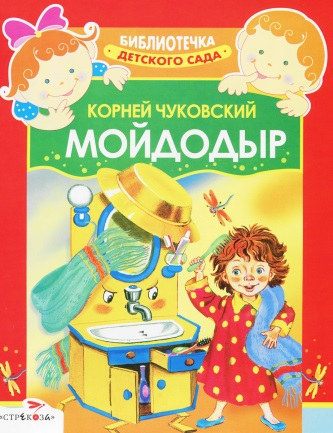 БИБЛИОТЕЧКА
ДЕТСКОГО САДА
КОРНЕЙ ЧУКОВСКИЙ
МОЙДОДЫР
«СТРЕКОЗА»